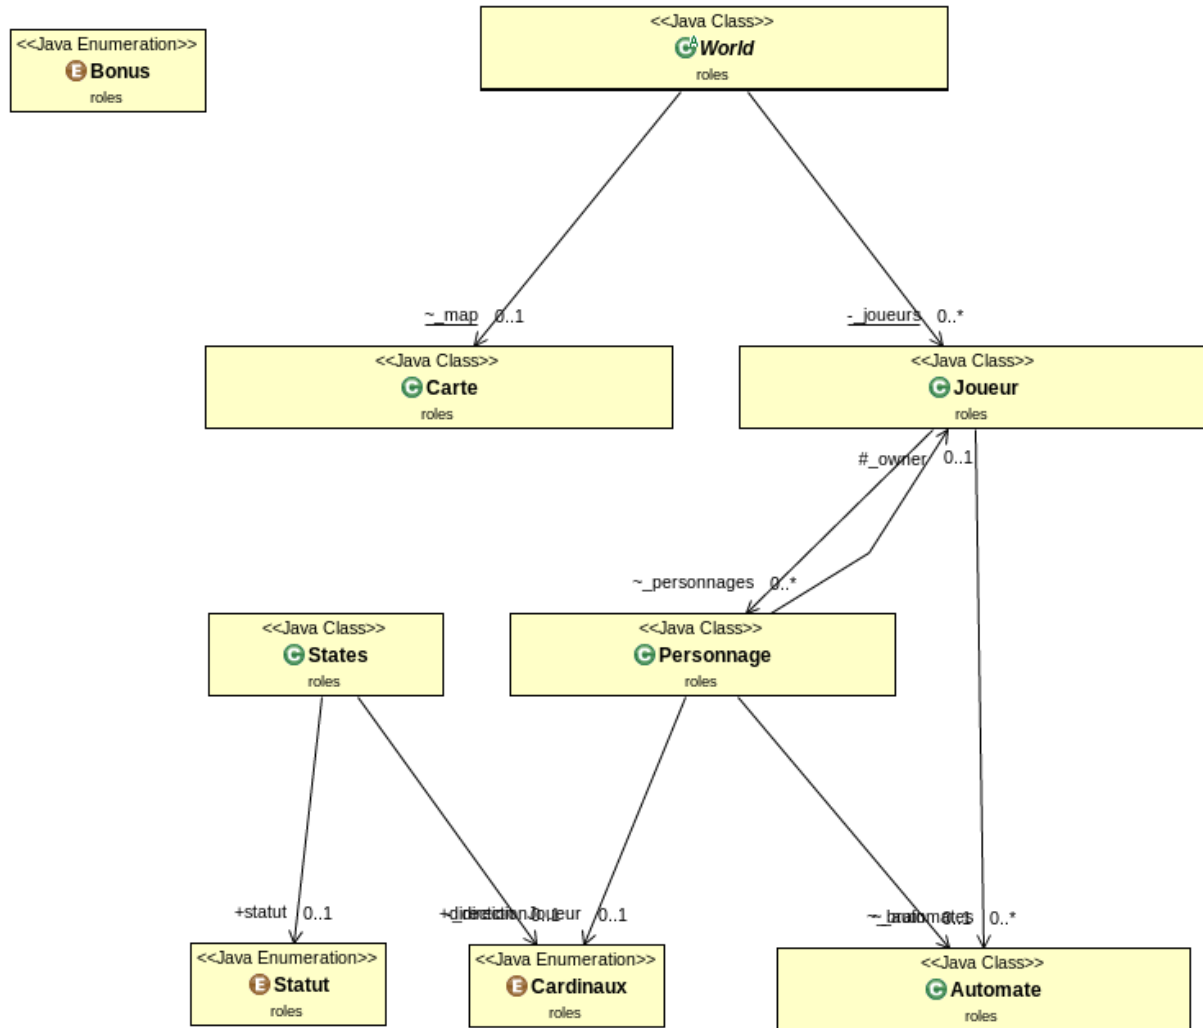 <<Java Class>>
World
roles
<<Java Enumeration>>
Bonus
roles
~_map 0..1
-_joueurs 0..*
<<Java Class>>
Carte
roles
<<Java Class>>
Joueur
roles
#_owner 0..1
~_personnages 0..*
<<Java Class>>
States
roles
<<Java Class>>
Personnage
roles
+statut 0..1
0..1
0..*
<<Java Enumeration>>
Statut
roles
<<Java Enumeration>>
Cardinaux
roles
<<Java Class>>
Automate
roles